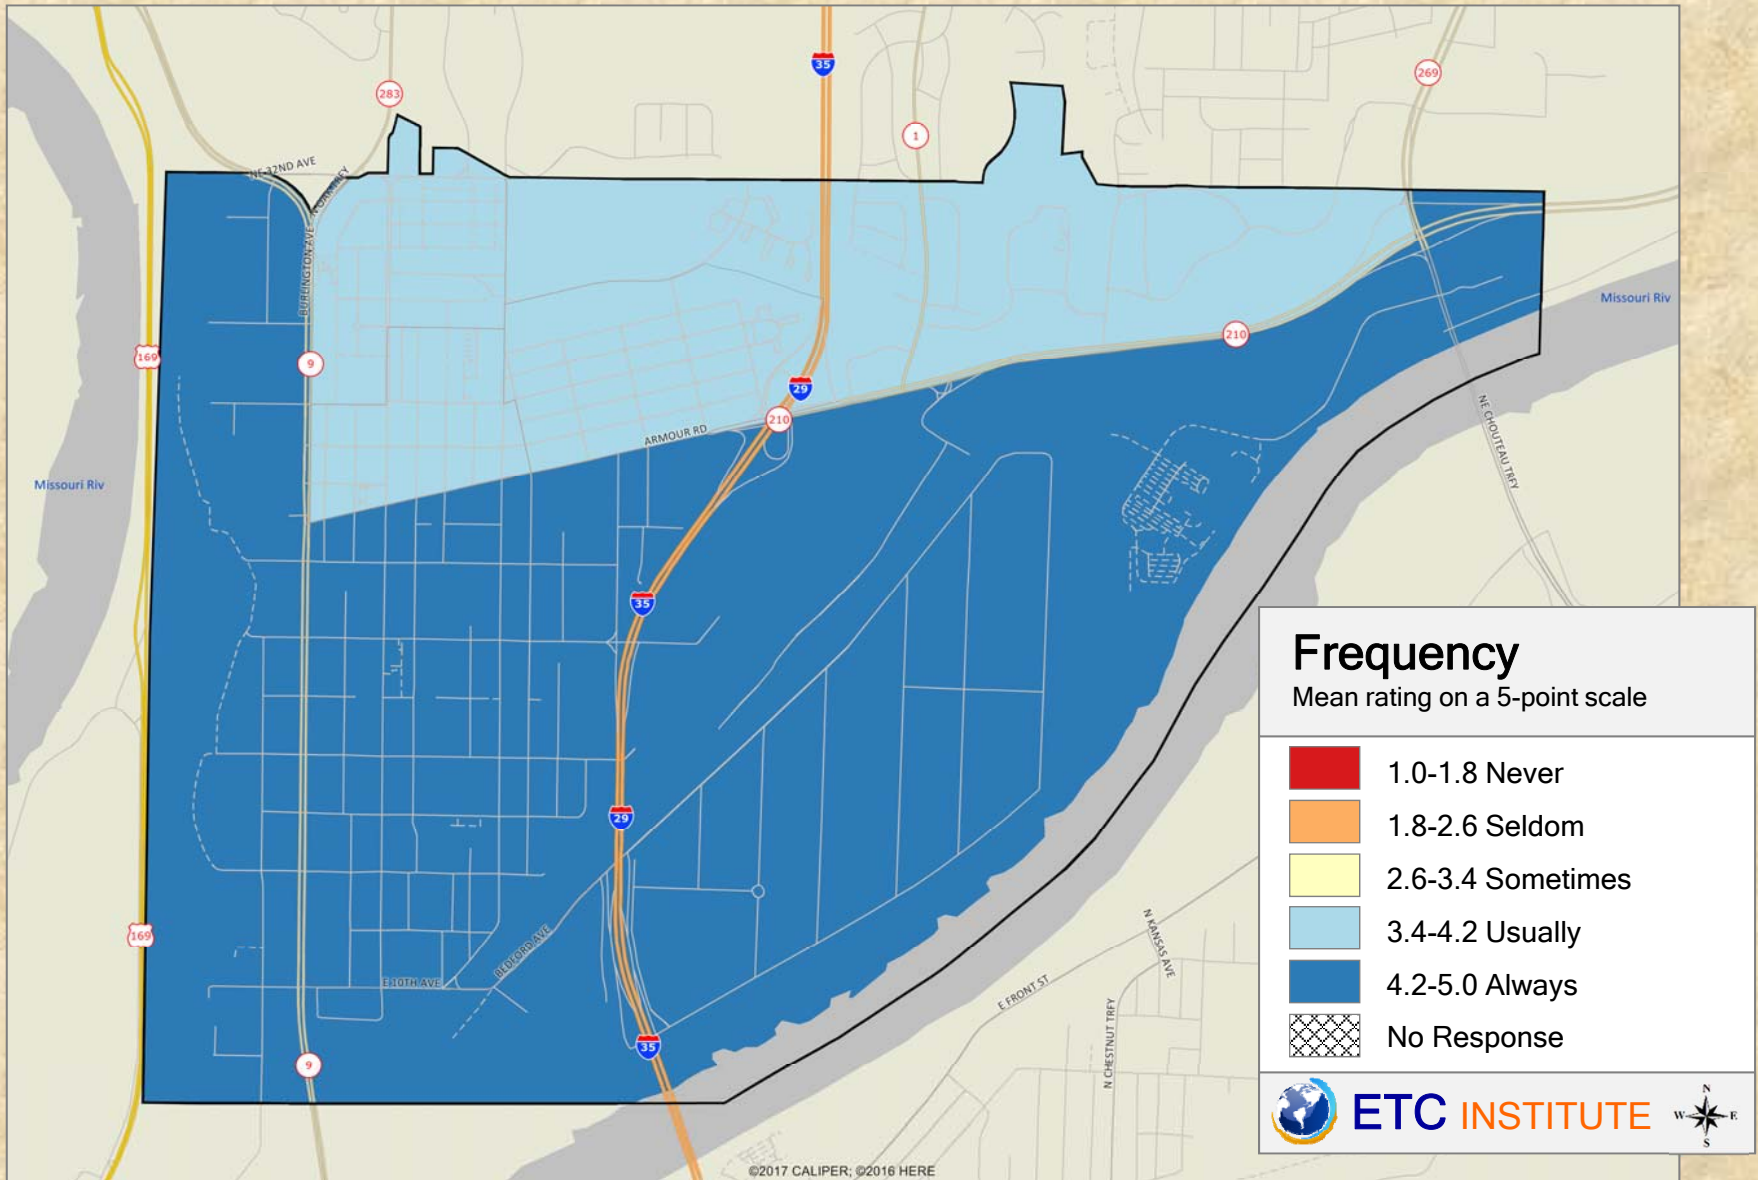 35
269
283
1
NE 32ND AVE
BURLINGTON AVE
Missouri Riv
210
169
9
29
210
ARMOUR RD
NE CHOUTEAU TRFY
Missouri Riv
35
29
169
BEDFORD AVE
E 10TH AVE
N KANSAS AVE
E FRONT ST
N CHESTNUT TRFY
35
9
©2017 CALIPER; ©2016 HERE
Frequency
Mean rating on a 5-point scale
1.0-1.8 Never
1.8-2.6 Seldom
2.6-3.4 Sometimes
3.4-4.2 Usually
4.2-5.0 Always
No Response
ETC INSTITUTE
N
W E
S